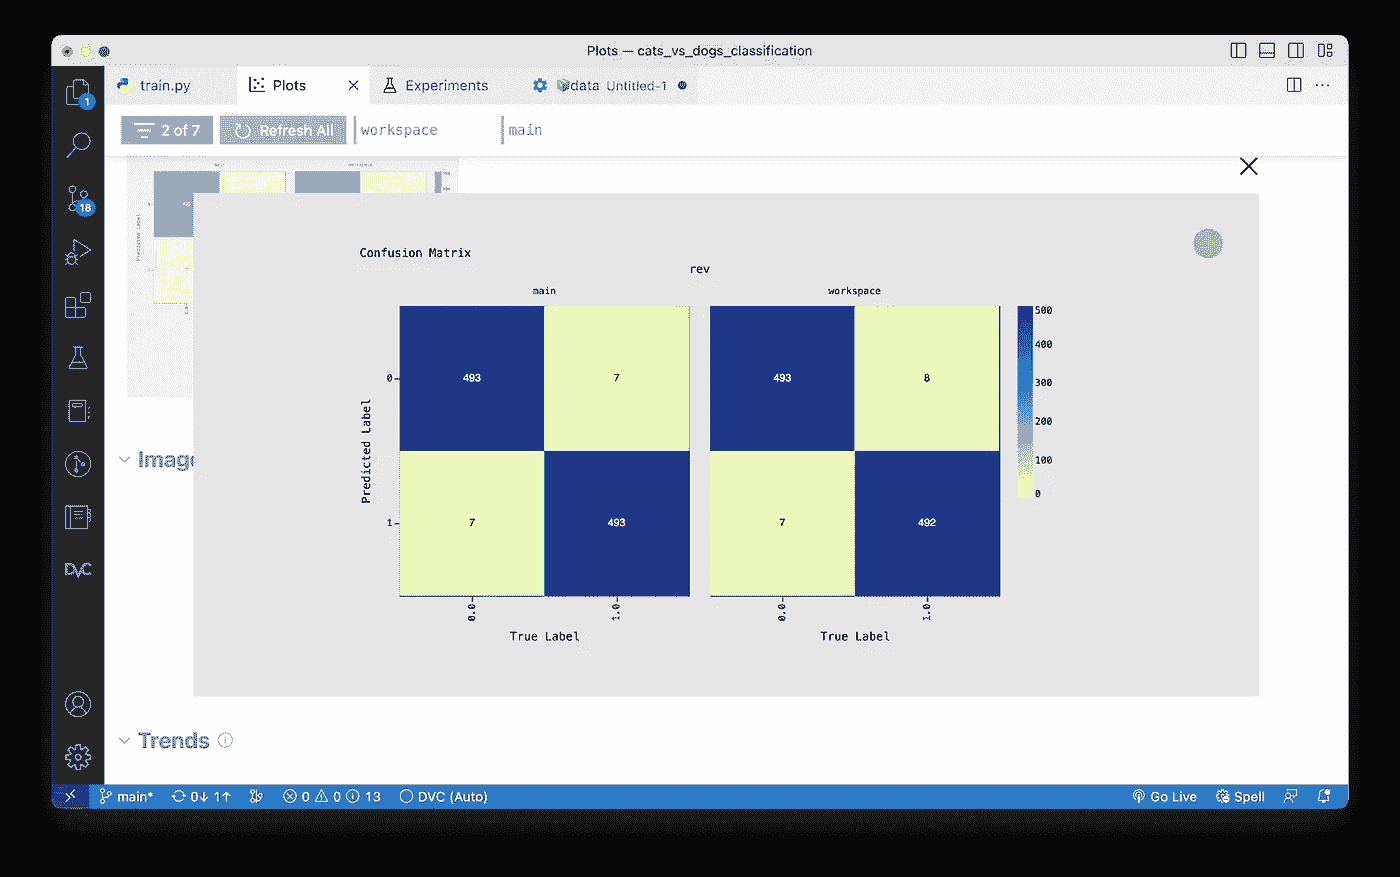 Plots — cats_vs_dogs_classification
train.py Plots Experiments data Untitled-1
1
2 of 7 Refresh All workspace main
18
Predicted Label
Confusion Matrix
rev
main workspace
500
400
300
200
100
0
Predicted Label
0 493 7 493 8
1 7 493 7 492
0.0 1.0 0.0 1.0
True Label True Label
Imag
DVC
Trends
main* 0↓ 1↑ 0 0 13 DVC (Auto) Go Live Spell